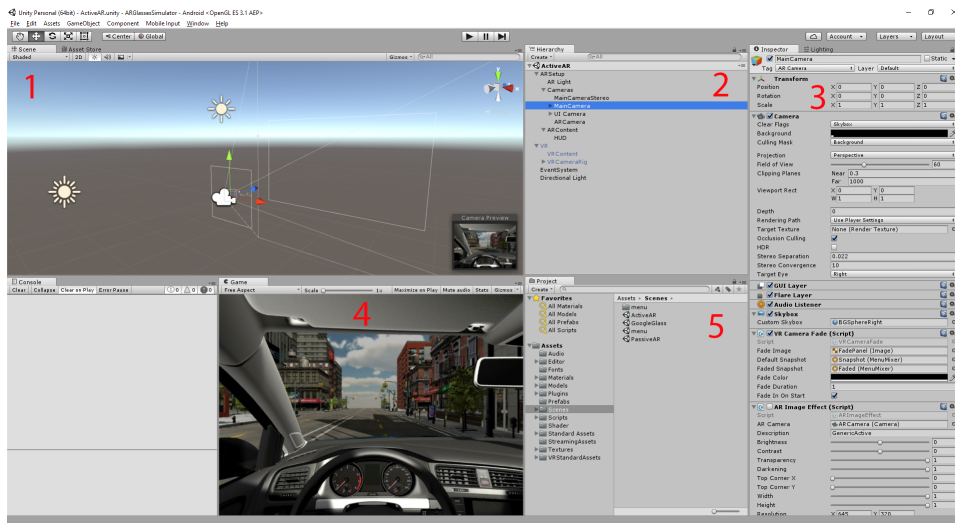 Unity Personal (64bit) - ActiveAR.unity - ARGlassesSimulator - Android <OpenGL ES 3.1 AEP>
File Edit Assets GameObject Component Mobile Input Window Help
Center Global
Account Layers Layout
Scene Asset Store
Shaded 2D Gizmos All
1
Camera Preview
Hierarchy
Create All
ActiveAR
ARSetup
AR Light
Cameras
MainCameraStereo
MainCamera
UI Camera
ARCamera
ARContent
HUD
VR
VRContent
VRCameraRig
EventSystem
Directional Light
2
Console
Clear Collapse Clear on Play Error Pause 0 0 0
Game
Free Aspect Scale 1x Maximize on Play Mute audio Stats Gizmos
4
Project
Create
Favorites
All Materials
All Models
All Prefabs
All Scripts
Assets
Audio
Editor
Fonts
Materials
Models
Plugins
Prefabs
Scenes
Scripts
Shader
Standard Assets
StreamingAssets
Textures
VRStandardAssets
Assets Scenes
menu
ActiveAR
GoogleGlass
menu
PassiveAR
5
Inspector Lighting
MainCamera Static
Tag AR Camera Layer Default
Transform
Position X 0 Y 0 Z 0
Rotation X 0 Y 0 Z 0
Scale X 1 Y 1 Z 1
3
Camera
Clear Flags Skybox
Background
Culling Mask Background
Projection Perspective
Field of View 60
Clipping Planes Near 0.3
Far 1000
Viewport Rect X 0 Y 0
W 1 H 1
Depth 0
Rendering Path Use Player Settings
Target Texture None (Render Texture)
Occlusion Culling
HDR
Stereo Separation 0.022
Stereo Convergence 10
Target Eye Right
GUI Layer
Flare Layer
Audio Listener
Skybox
Custom Skybox BGSphereRight
VR Camera Fade (Script)
Script VRCameraFade
Fade Image FadePanel (Image)
Default Snapshot Snapshot (MenuMixer)
Faded Snapshot Faded (MenuMixer)
Fade Color
Fade Duration 1
Fade In On Start
AR Image Effect (Script)
Script ARImageEffect
AR Camera ARCamera (Camera)
Description GenericActive
Brightness 0
Contrast 0
Transparency 1
Darkening 1
Top Corner X 0
Top Corner Y 0
Width 1
Height 1
Resolution X 645 Y 320